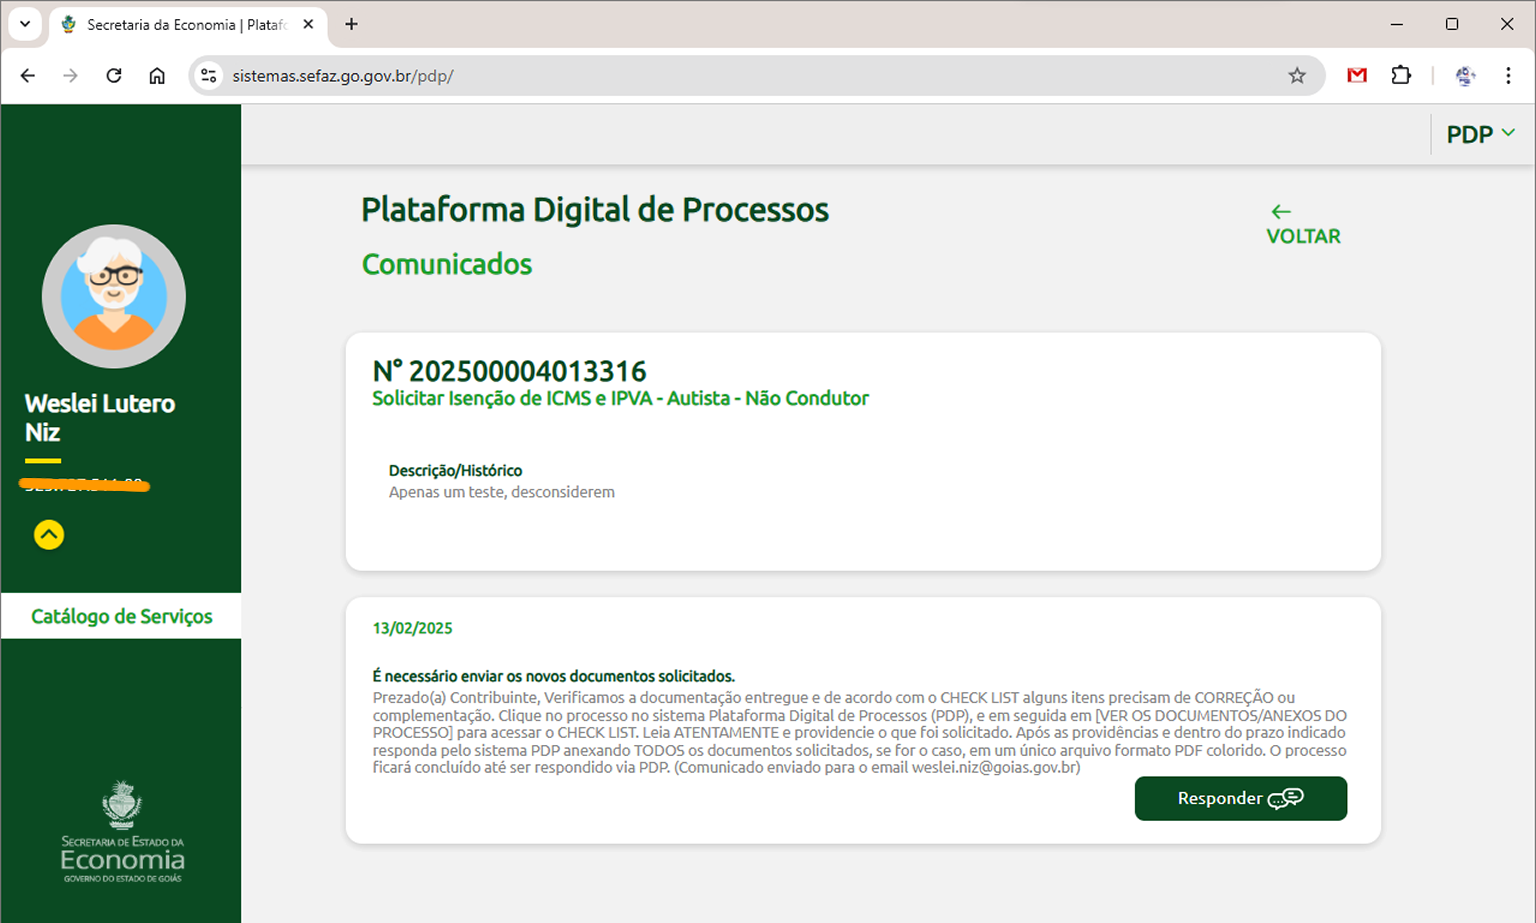 Secretaria da Economia | Plataf
sistemas.sefaz.go.gov.br/pdp/
PDP
Plataforma Digital de Processos
VOLTAR
Comunicados
Weslei Lutero
Niz
Catálogo de Serviços
SECRETARIA DE ESTADO DA
Economia
GOVERNO DO ESTADO DE GOIÁS
Nº 202500004013316
Solicitar Isenção de ICMS e IPVA - Autista - Não Condutor
Descrição/Histórico
Apenas um teste, desconsiderem
13/02/2025
É necessário enviar os novos documentos solicitados.
Prezado(a) Contribuinte, Verificamos a documentação entregue e de acordo com o CHECK LIST alguns itens precisam de CORREÇÃO ou
complementação. Clique no processo no sistema Plataforma Digital de Processos (PDP), e em seguida em [VER OS DOCUMENTOS/ANEXOS DO
PROCESSO] para acessar o CHECK LIST. Leia ATENTAMENTE e providencie o que foi solicitado. Após as providências e dentro do prazo indicado
responda pelo sistema PDP anexando TODOS os documentos solicitados, se for o caso, em um único arquivo formato PDF colorido. O processo
ficará concluído até ser respondido via PDP. (Comunicado enviado para o email weslei.niz@goias.gov.br)
Responder